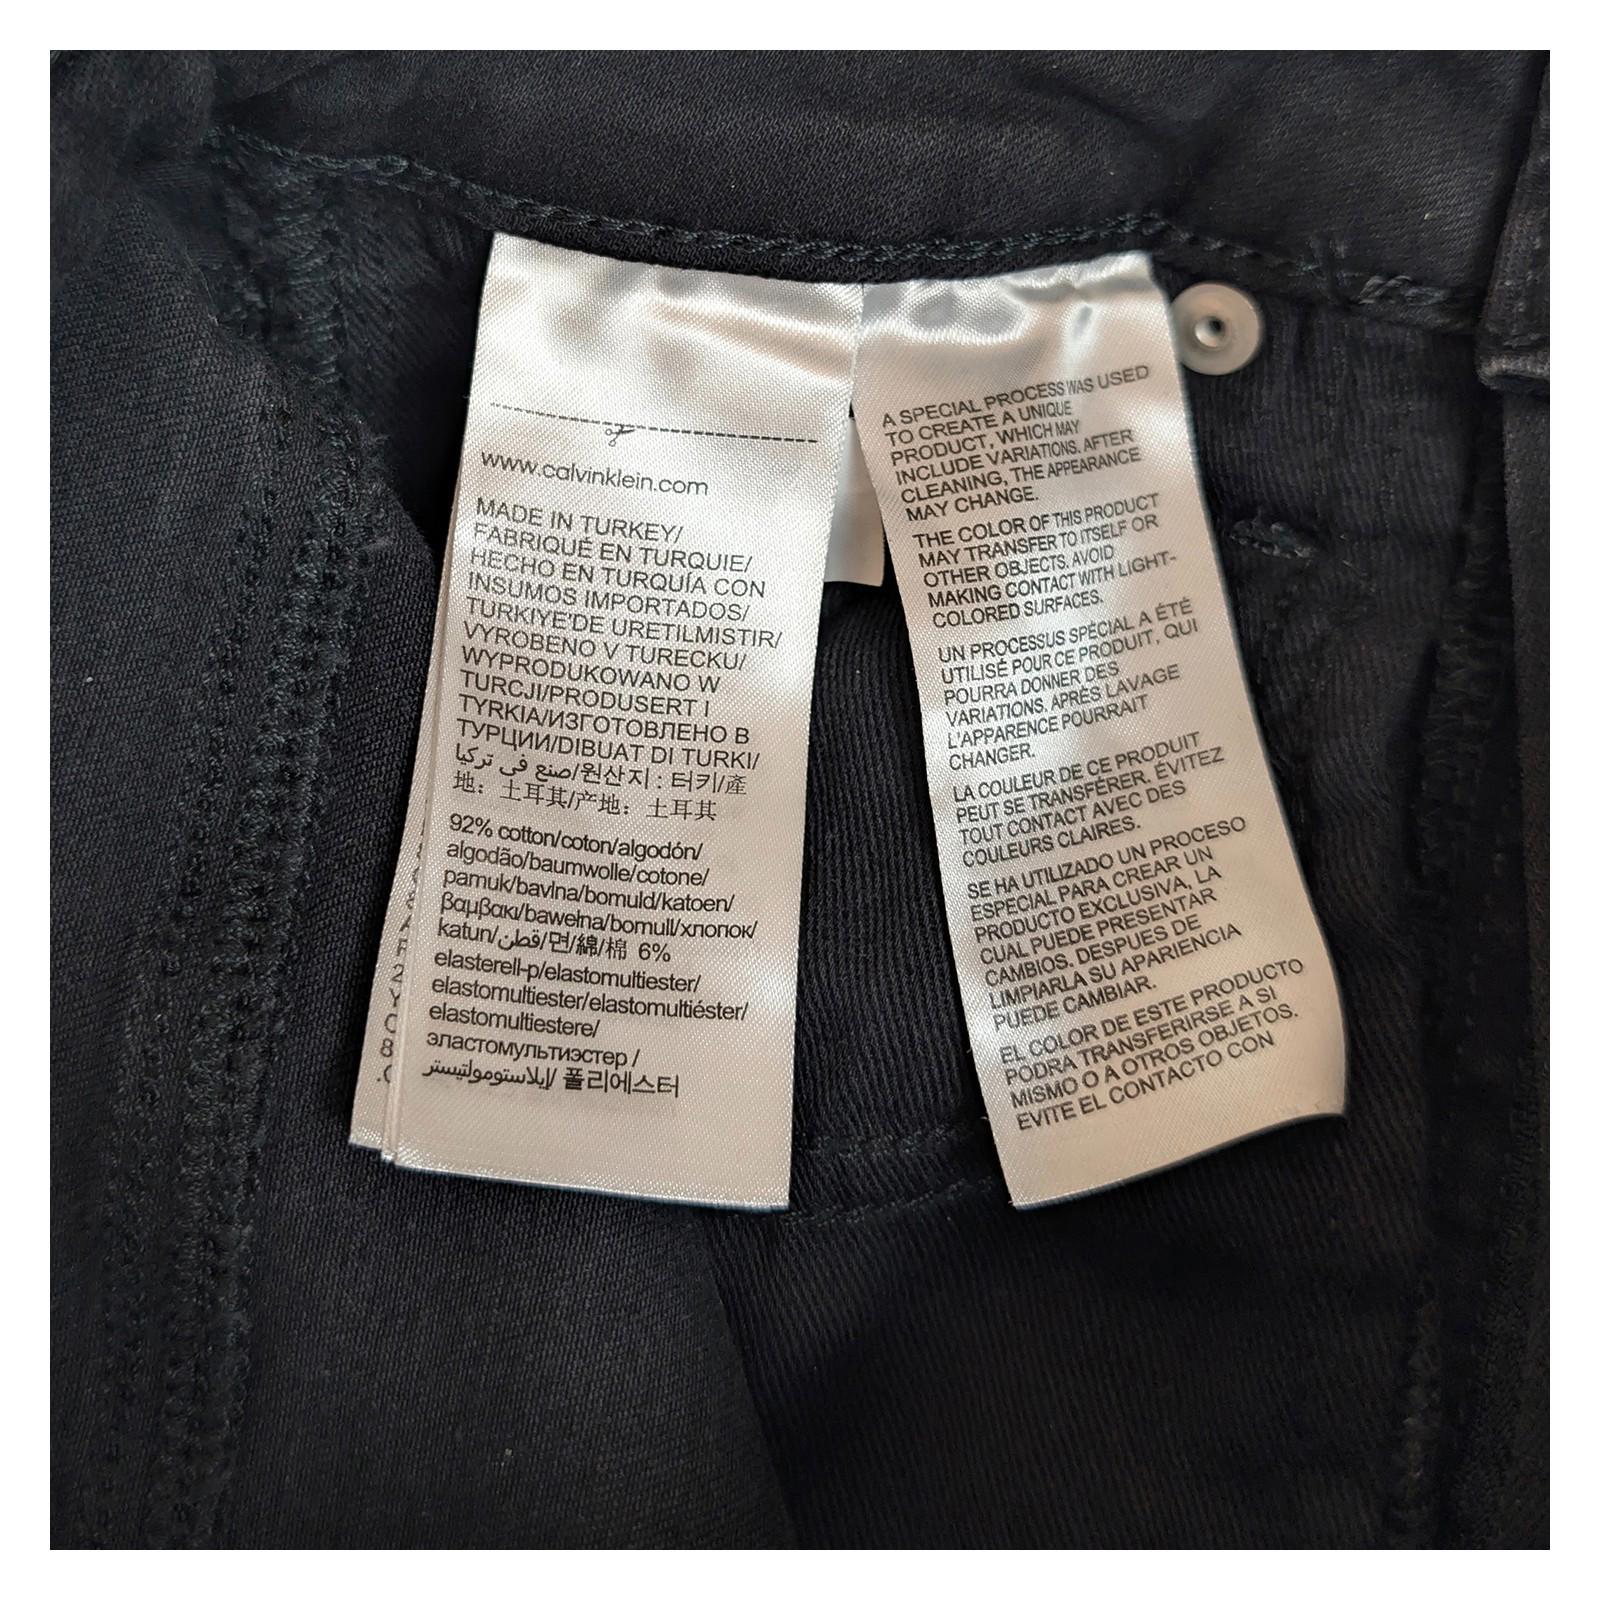 www.calvinklein.com
MADE IN TURKEY/
FABRIQUÉ EN TURQUIE/
HECHO EN TURQUÍA CON
INSUMOS IMPORTADOS/
TURKIYE'DE URETILMISTIR/
VYROBENO V TURECKU/
WYPRODUKOWANO W
TURCJI/PRODUSERT I
TYRKIA/ИЗГОТОВЛЕНО В
ТУРЦИИ/DIBUAT DI TURKI/
صنع في تركيا/원산지 : 터키/產
地：土耳其/产地：土耳其
92% cotton/coton/algodón/
algodão/baumwolle/cotone/
pamuk/bavlna/bomuld/katoen/
βαμβακι/bawełna/bomull/хлопок/
katun/قطن/면/綿/棉 6%
elasterell-p/elastomultiester/
elastomultiester/elastomultiéster/
elastomultiestere/
эластомультиэстер /
إيلاستومولتيستر/ 폴리에스터
A SPECIAL PROCESS WAS USED
TO CREATE A UNIQUE
PRODUCT, WHICH MAY
INCLUDE VARIATIONS. AFTER
CLEANING, THE APPEARANCE
MAY CHANGE.
THE COLOR OF THIS PRODUCT
MAY TRANSFER TO ITSELF OR
OTHER OBJECTS. AVOID
MAKING CONTACT WITH LIGHT-
COLORED SURFACES.
UN PROCESSUS SPÉCIAL A ÉTÉ
UTILISÉ POUR CE PRODUIT, QUI
POURRA DONNER DES
VARIATIONS. APRÈS LAVAGE
L'APPARENCE POURRAIT
CHANGER.
LA COULEUR DE CE PRODUIT
PEUT SE TRANSFÉRER. ÉVITEZ
TOUT CONTACT AVEC DES
COULEURS CLAIRES.
SE HA UTILIZADO UN PROCESO
ESPECIAL PARA CREAR UN
PRODUCTO EXCLUSIVA, LA
CUAL PUEDE PRESENTAR
CAMBIOS. DESPUES DE
LIMPIARLA SU APARIENCIA
PUEDE CAMBIAR.
EL COLOR DE ESTE PRODUCTO
PODRA TRANSFERIRSE A SI
MISMO O A OTROS OBJETOS.
EVITE EL CONTACTO CON